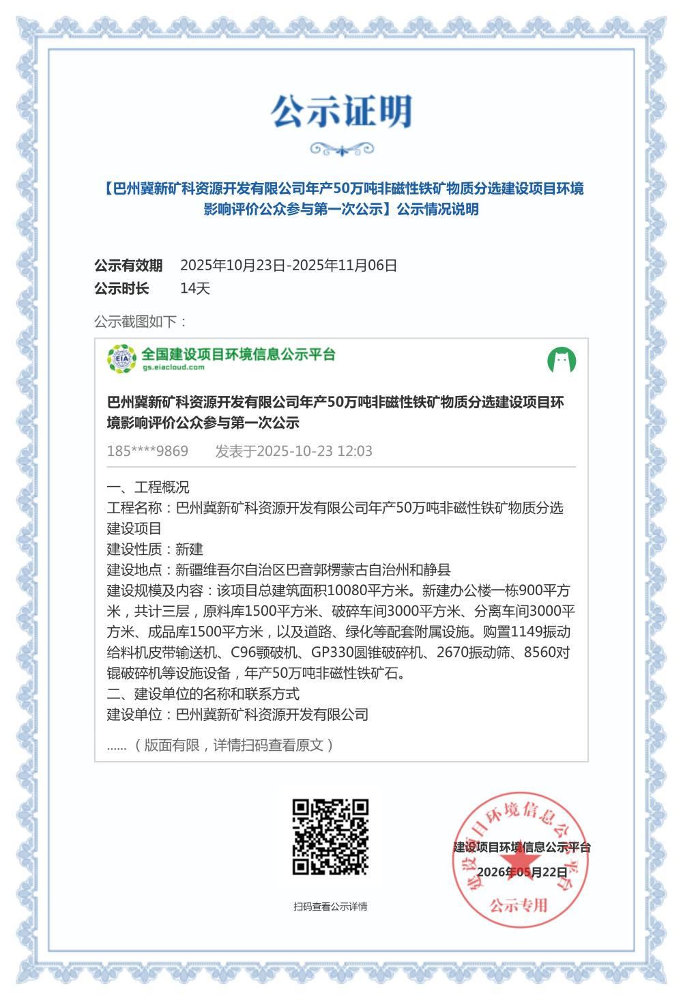 公示证明
【巴州冀新矿科资源开发有限公司年产50万吨非磁性铁矿物质分选建设项目环境
影响评价公众参与第一次公示】公示情况说明
公示有效期 2025年10月23日-2025年11月06日
公示时长 14天
公示截图如下：
EIA 全国建设项目环境信息公示平台
gs.eiacloud.com
巴州冀新矿科资源开发有限公司年产50万吨非磁性铁矿物质分选建设项目环
境影响评价公众参与第一次公示
185****9869 发表于2025-10-23 12:03
一、工程概况
工程名称：巴州冀新矿科资源开发有限公司年产50万吨非磁性铁矿物质分选
建设项目
建设性质：新建
建设地点：新疆维吾尔自治区巴音郭楞蒙古自治州和静县
建设规模及内容：该项目总建筑面积10080平方米。新建办公楼一栋900平方
米，共计三层，原料库1500平方米、破碎车间3000平方米、分离车间3000平
方米、成品库1500平方米，以及道路、绿化等配套附属设施。购置1149振动
给料机皮带输送机、C96颚破机、GP330圆锥破碎机、2670振动筛、8560对
锟破碎机等设施设备，年产50万吨非磁性铁矿石。
二、建设单位的名称和联系方式
建设单位：巴州冀新矿科资源开发有限公司
...... （版面有限，详情扫码查看原文）
扫码查看公示详情
建设项目环境信息公示平台
建设项目环境信息公示平台
2026年05月22日
公示专用